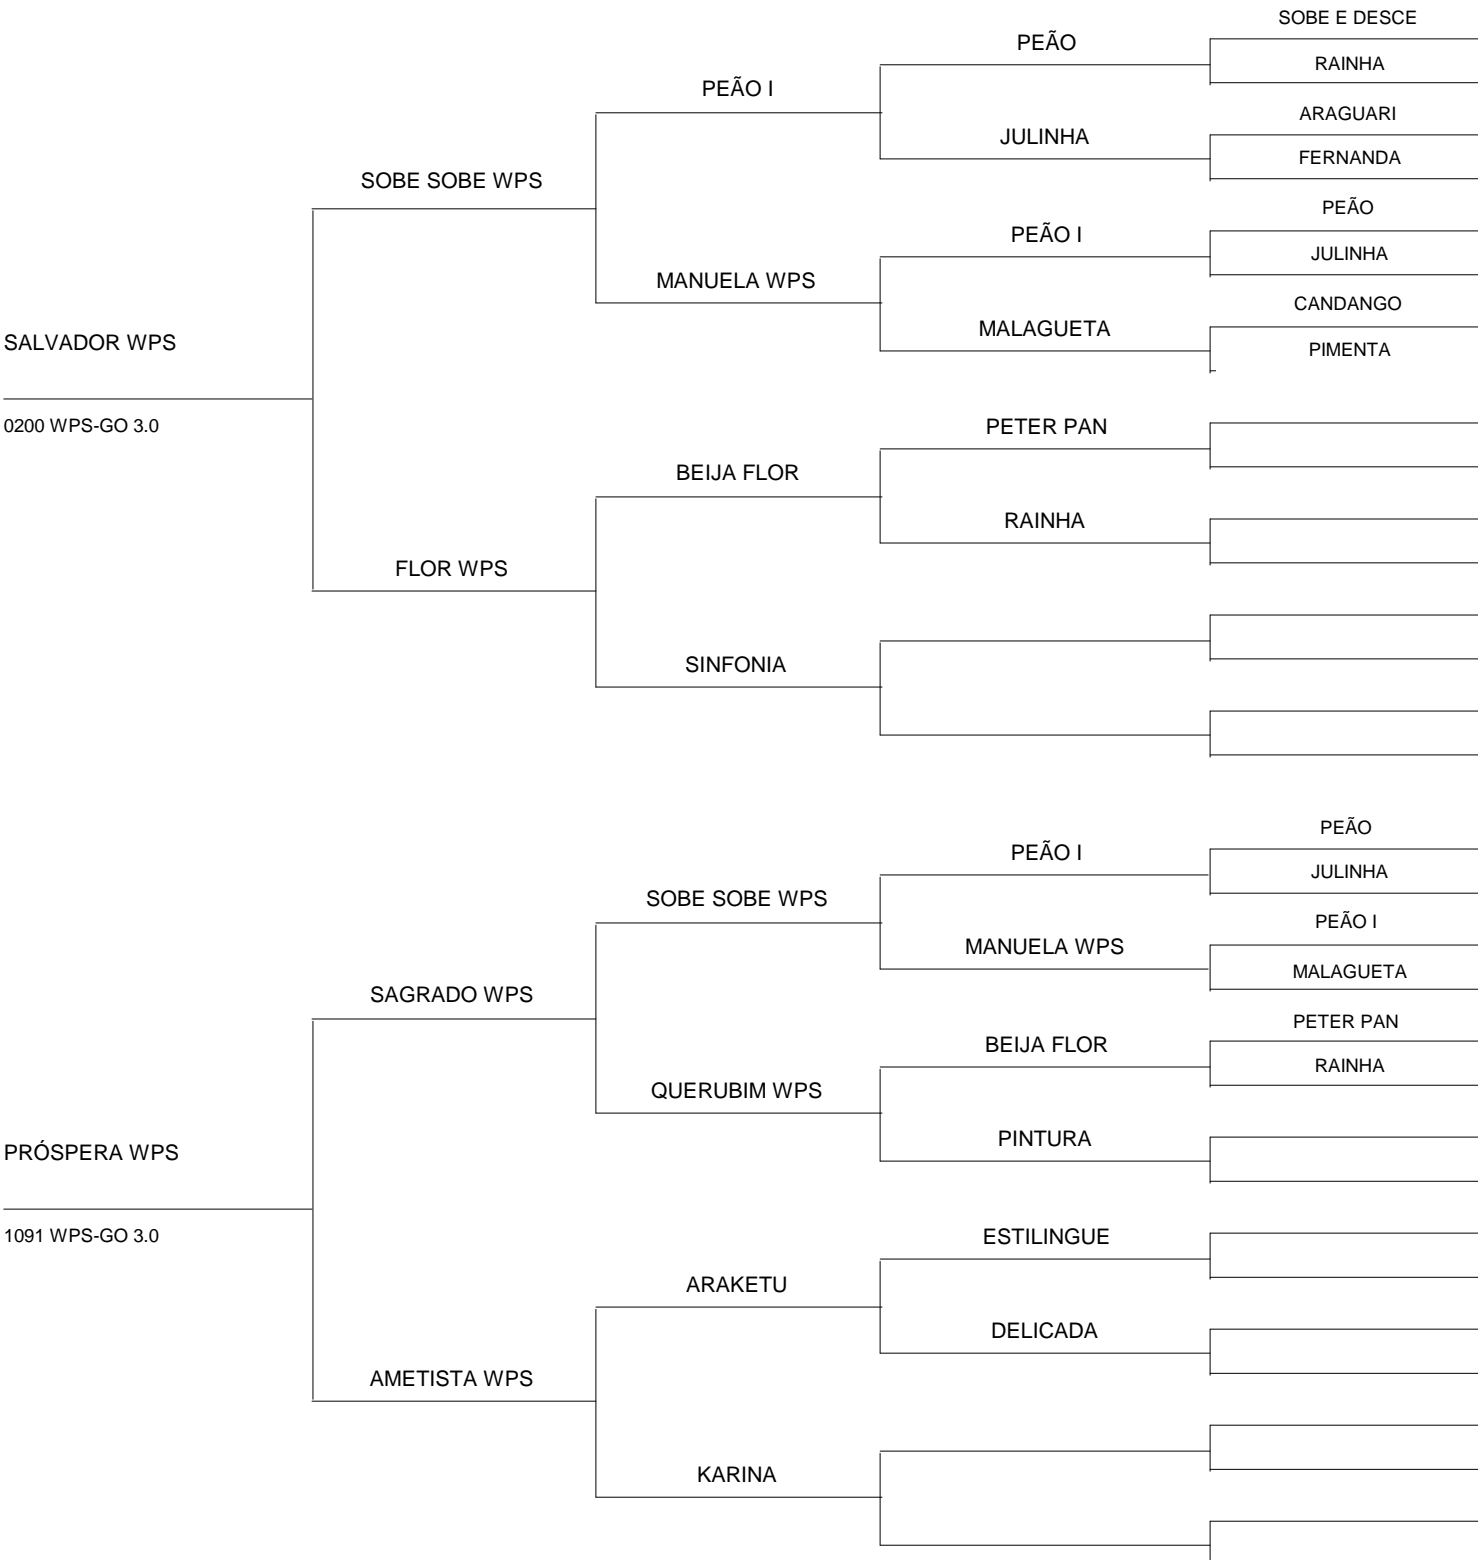 SOBE E DESCE
PEÃO
RAINHA
PEÃO I
ARAGUARI
JULINHA
FERNANDA
SOBE SOBE WPS
PEÃO
PEÃO I
JULINHA
MANUELA WPS
CANDANGO
MALAGUETA
PIMENTA
SALVADOR WPS
0200 WPS-GO 3.0
PETER PAN
BEIJA FLOR
RAINHA
FLOR WPS
SINFONIA
PEÃO
PEÃO I
JULINHA
SOBE SOBE WPS
PEÃO I
MANUELA WPS
MALAGUETA
SAGRADO WPS
PETER PAN
BEIJA FLOR
RAINHA
QUERUBIM WPS
PINTURA
PRÓSPERA WPS
1091 WPS-GO 3.0
ESTILINGUE
ARAKETU
DELICADA
AMETISTA WPS
KARINA